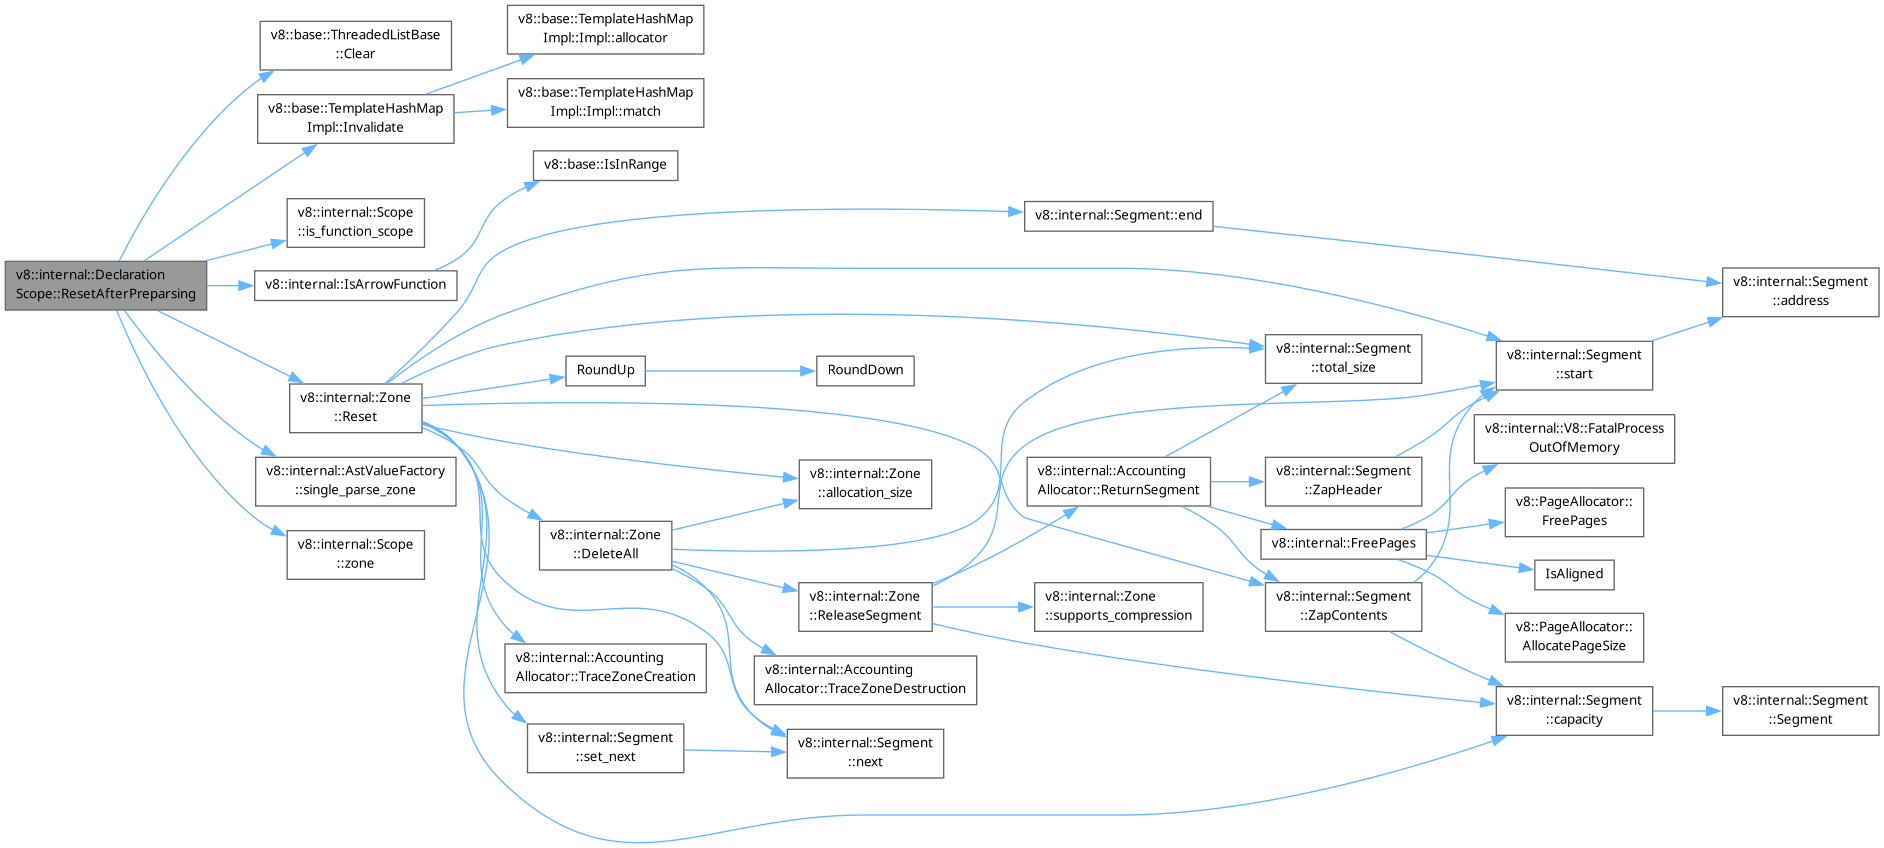 v8::internal::Declaration
Scope::ResetAfterPreparsing
v8::base::ThreadedListBase
::Clear
v8::base::TemplateHashMap
Impl::Invalidate
v8::base::TemplateHashMap
Impl::Impl::allocator
v8::base::TemplateHashMap
Impl::Impl::match
v8::internal::Scope
::is_function_scope
v8::internal::IsArrowFunction
v8::base::IsInRange
v8::internal::Zone
::Reset
v8::internal::AstValueFactory
::single_parse_zone
v8::internal::Scope
::zone
v8::internal::Segment::end
v8::internal::Segment
::address
v8::internal::Segment
::start
v8::internal::Segment
::total_size
RoundUp
RoundDown
v8::internal::Zone
::allocation_size
v8::internal::Zone
::DeleteAll
v8::internal::Zone
::ReleaseSegment
v8::internal::Accounting
Allocator::ReturnSegment
v8::internal::Segment
::ZapHeader
v8::internal::FreePages
v8::internal::Segment
::ZapContents
v8::internal::V8::FatalProcess
OutOfMemory
v8::PageAllocator::
FreePages
IsAligned
v8::PageAllocator::
AllocatePageSize
v8::internal::Zone
::supports_compression
v8::internal::Accounting
Allocator::TraceZoneCreation
v8::internal::Accounting
Allocator::TraceZoneDestruction
v8::internal::Segment
::set_next
v8::internal::Segment
::next
v8::internal::Segment
::capacity
v8::internal::Segment
::Segment